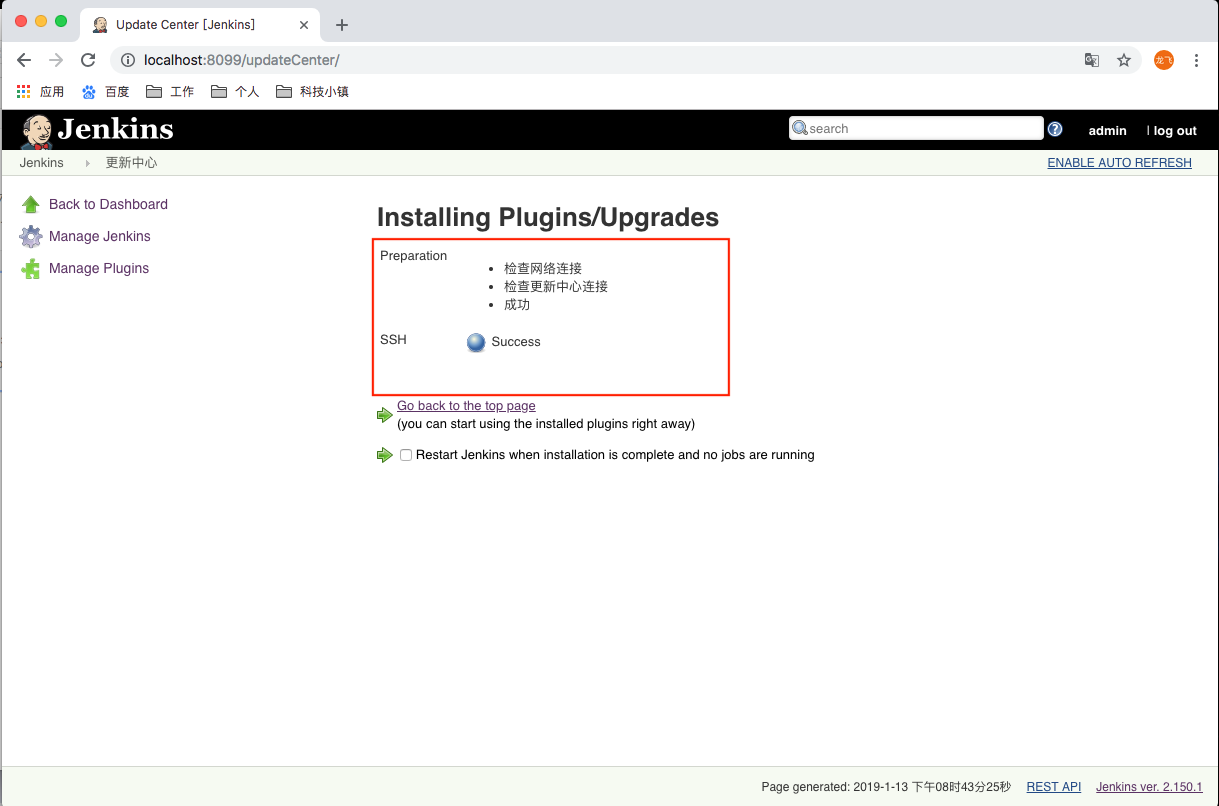 Update Center [Jenkins]
localhost:8099/updateCenter/
龙飞
应用 百度 工作 个人 科技小镇
Jenkins
search
admin | log out
Jenkins 更新中心 ENABLE AUTO REFRESH
Back to Dashboard
Manage Jenkins
Manage Plugins
Installing Plugins/Upgrades
Preparation
检查网络连接
检查更新中心连接
成功
SSH Success
Go back to the top page
(you can start using the installed plugins right away)
Restart Jenkins when installation is complete and no jobs are running
Page generated: 2019-1-13 下午08时43分25秒 REST API Jenkins ver. 2.150.1